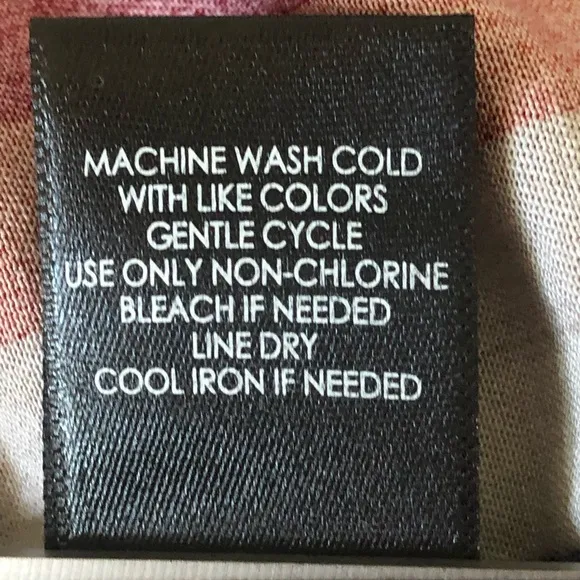 MACHINE WASH COLD
WITH LIKE COLORS
GENTLE CYCLE
USE ONLY NON-CHLORINE
BLEACH IF NEEDED
LINE DRY
COOL IRON IF NEEDED